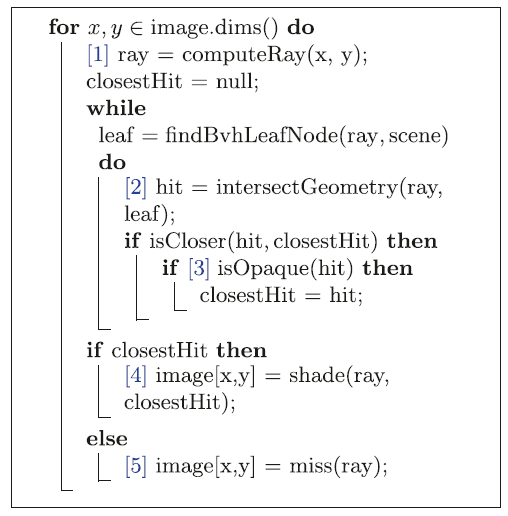 for x, y ∈ image.dims() do
[1] ray = computeRay(x, y);
closestHit = null;
while
leaf = findBvhLeafNode(ray, scene)
do
[2] hit = intersectGeometry(ray,
leaf);
if isCloser(hit, closestHit) then
if [3] isOpaque(hit) then
closestHit = hit;
if closestHit then
[4] image[x,y] = shade(ray,
closestHit);
else
[5] image[x,y] = miss(ray);